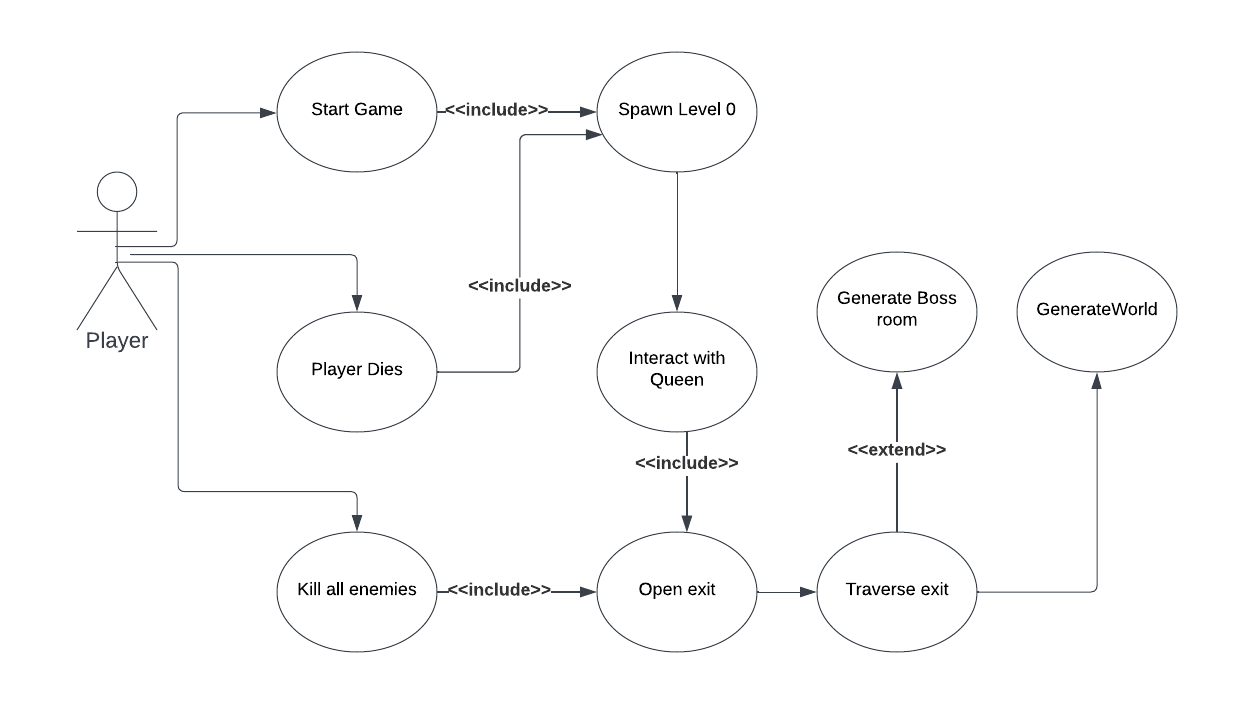 Start Game
<<include>>
Spawn Level 0
Player
Player Dies
<<include>>
Interact with
Queen
Generate Boss
room
GenerateWorld
<<include>>
<<extend>>
Kill all enemies
<<include>>
Open exit
Traverse exit